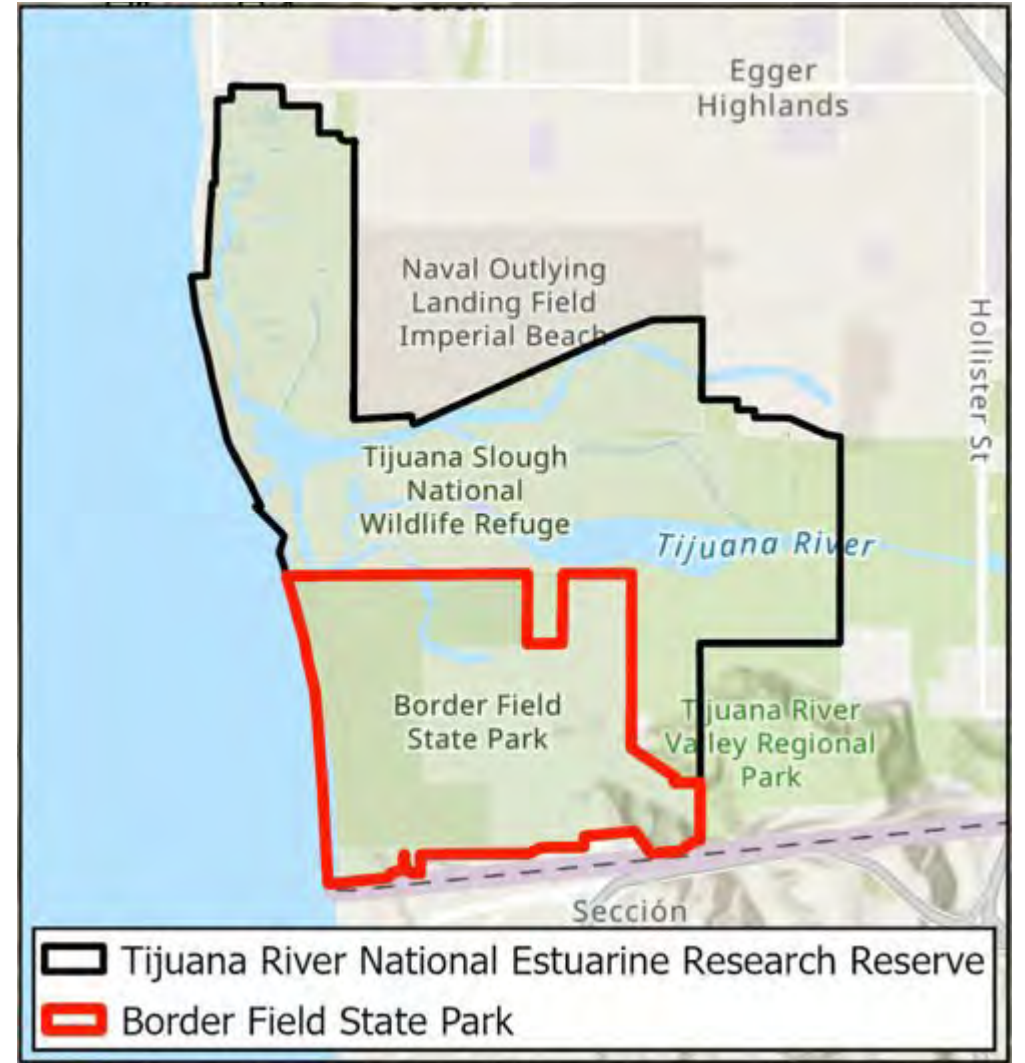 Egger
Highlands
Naval Outlying
Landing Field
Imperial Beach
Hollister St
Tijuana Slough
National
Wildlife Refuge
Tijuana River
Border Field
State Park
Tijuana River
Valley Regional
Park
Sección
Tijuana River National Estuarine Research Reserve
Border Field State Park